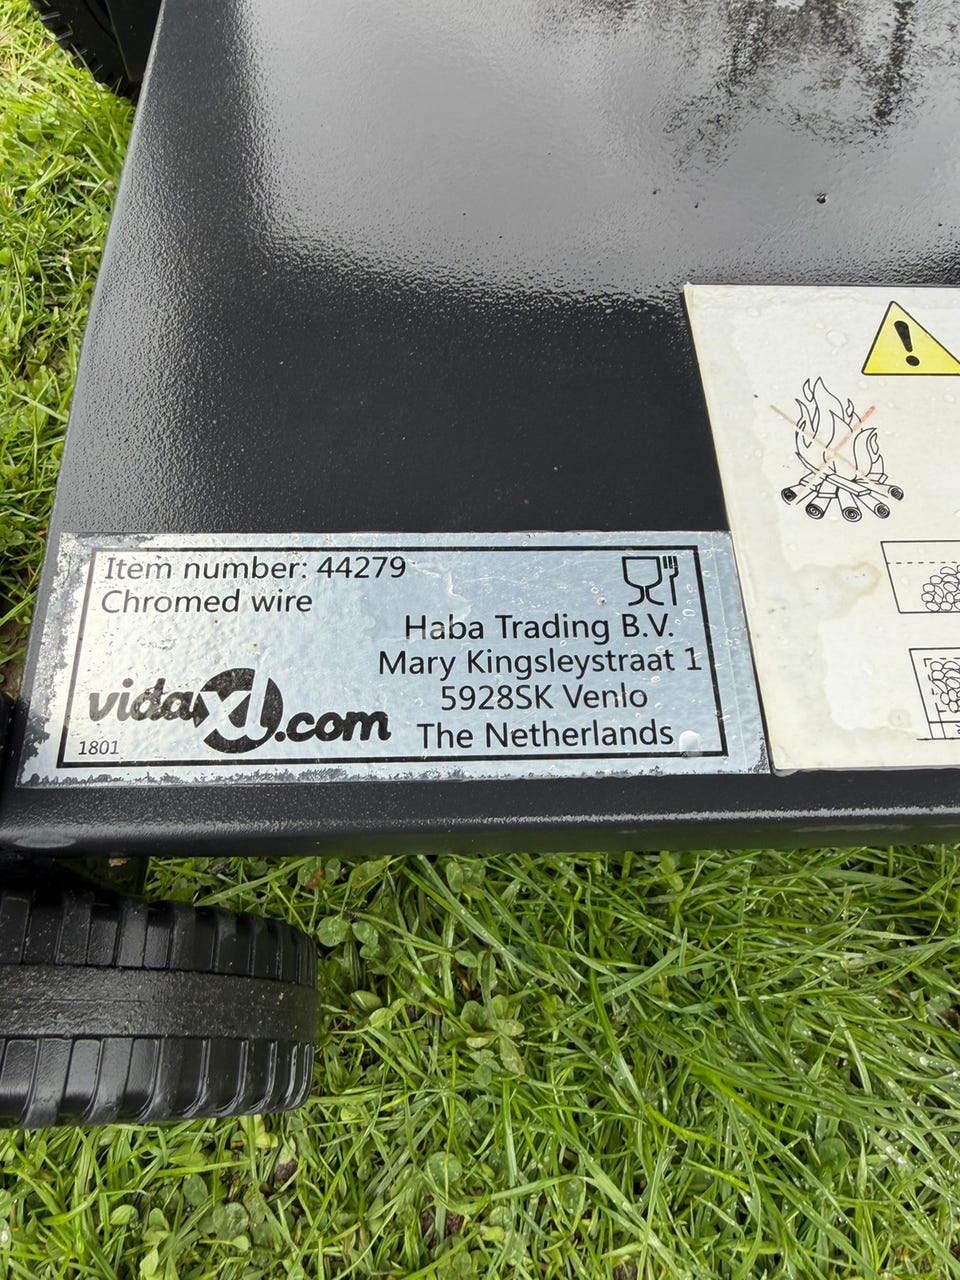 Item number: 44279
Chromed wire
Haba Trading B.V.
Mary Kingsleystraat 1
5928SK Venlo
The Netherlands
vidaXL.com
1801